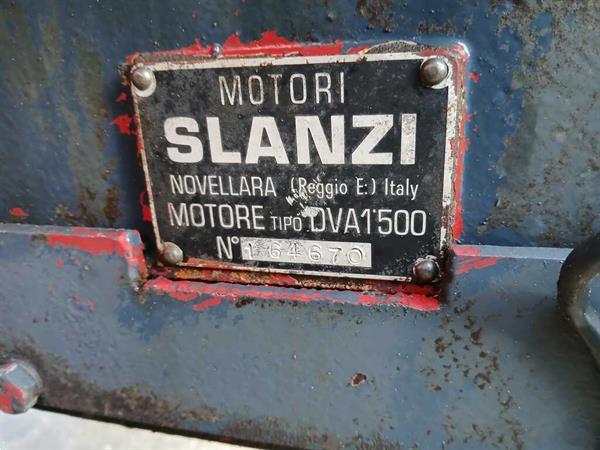 MOTORI
SLANZI
NOVELLARA (Reggio E:) Italy
MOTORE TIPO DVA1500
N° 164670